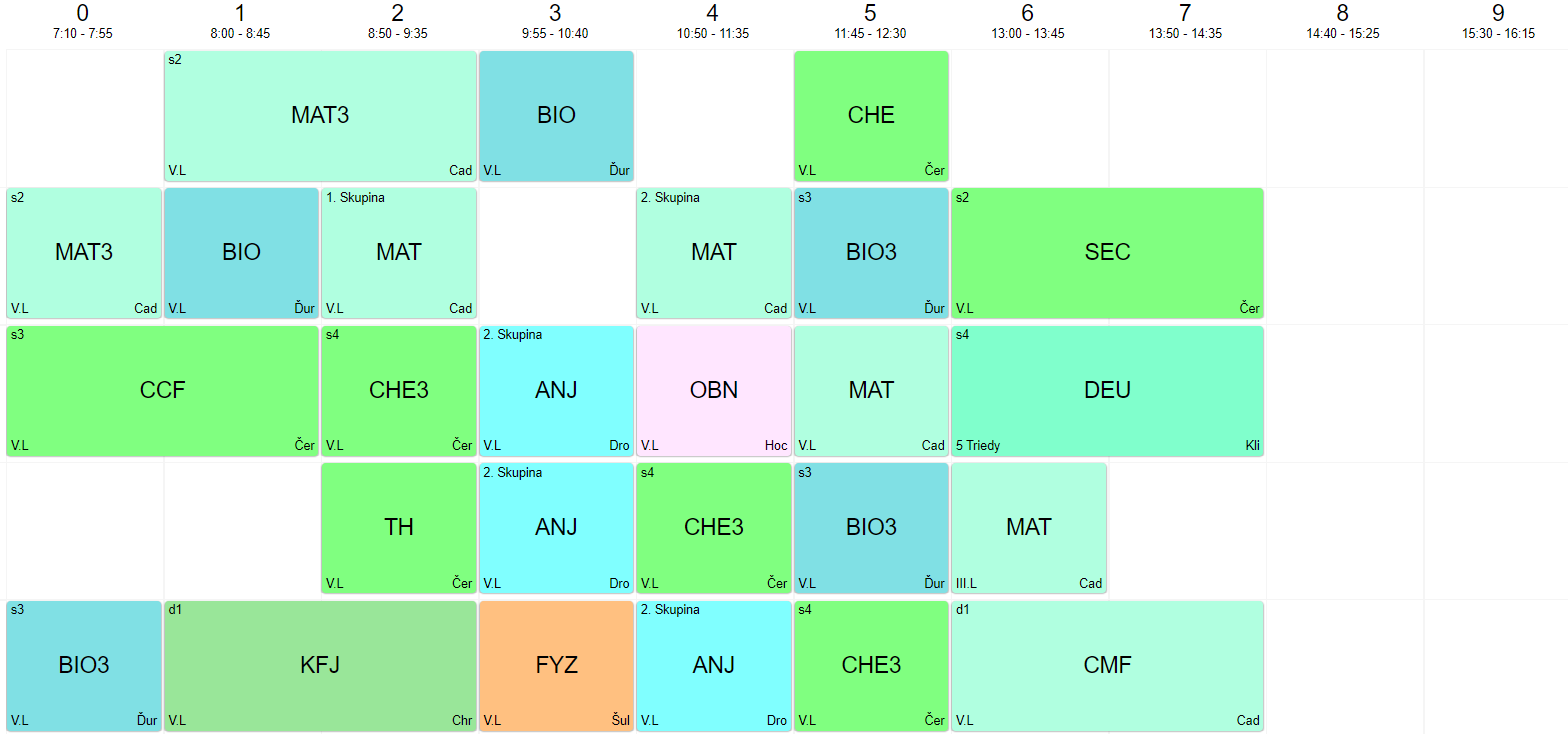 0 1 2 3 4 5 6 7 8 9
7:10 - 7:55 8:00 - 8:45 8:50 - 9:35 9:55 - 10:40 10:50 - 11:35 11:45 - 12:30 13:00 - 13:45 13:50 - 14:35 14:40 - 15:25 15:30 - 16:15
s2
MAT3 BIO CHE
V.L Cad V.L Ďur V.L Čer
s2 1. Skupina 2. Skupina s3 s2
MAT3 BIO MAT MAT BIO3 SEC
V.L Cad V.L Ďur V.L Cad V.L Cad V.L Ďur V.L Čer
s3 s4 2. Skupina s4
CCF CHE3 ANJ OBN MAT DEU
V.L Čer V.L Čer V.L Dro V.L Hoc V.L Cad 5 Triedy Kli
2. Skupina s4 s3
TH ANJ CHE3 BIO3 MAT
V.L Čer V.L Dro V.L Čer V.L Ďur III.L Cad
s3 d1 2. Skupina s4 d1
BIO3 KFJ FYZ ANJ CHE3 CMF
V.L Ďur V.L Chr V.L Šul V.L Dro V.L Čer V.L Cad